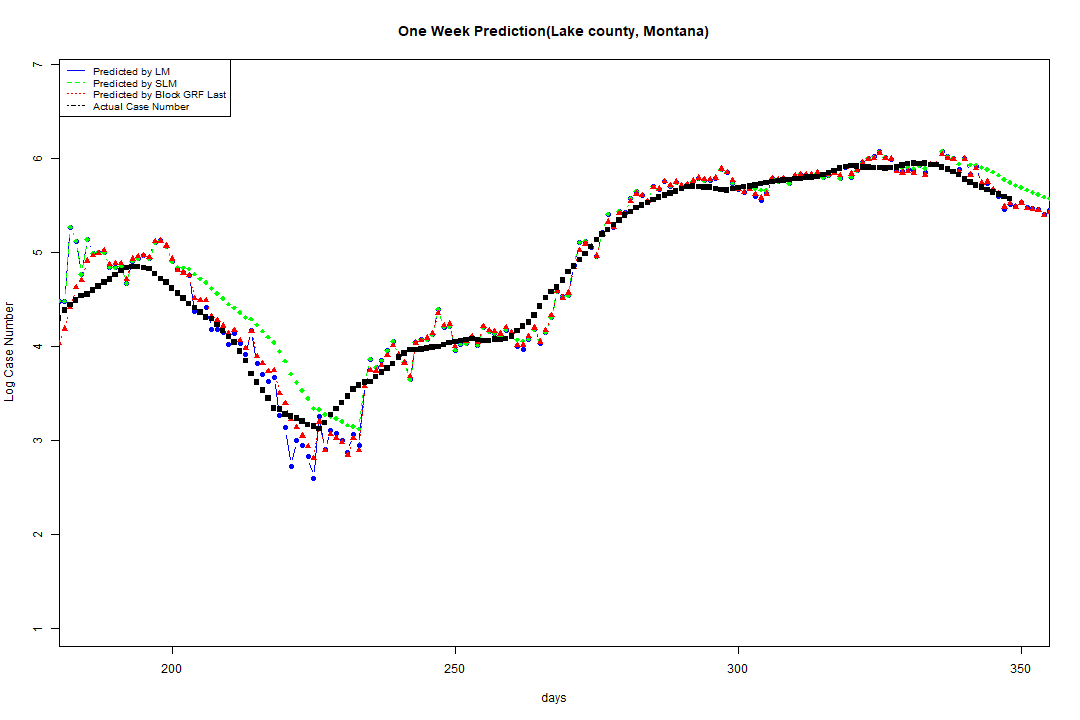 One Week Prediction(Lake county, Montana)
Predicted by LM
Predicted by SLM
Predicted by Block GRF Last
Actual Case Number
7
6
5
4
3
2
1
Log Case Number
200 250 300 350
days